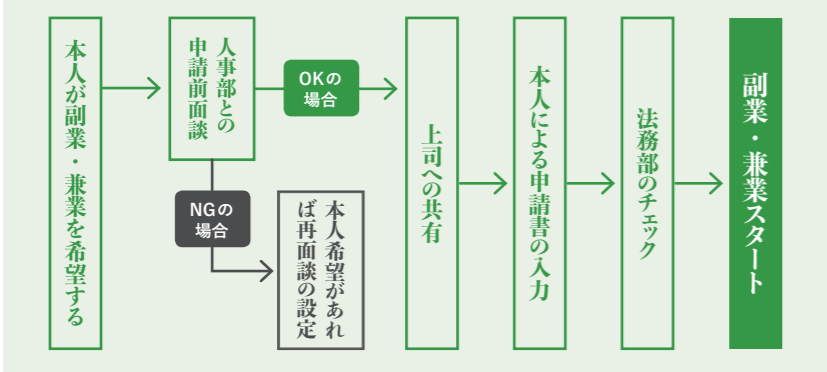 本人が副業・兼業を希望する
人事部との
申請前面談
OKの
場合
NGの
場合
本人希望があれ
ば再面談の設定
上司への共有
本人による申請書の入力
法務部のチェック
副業・兼業スタート